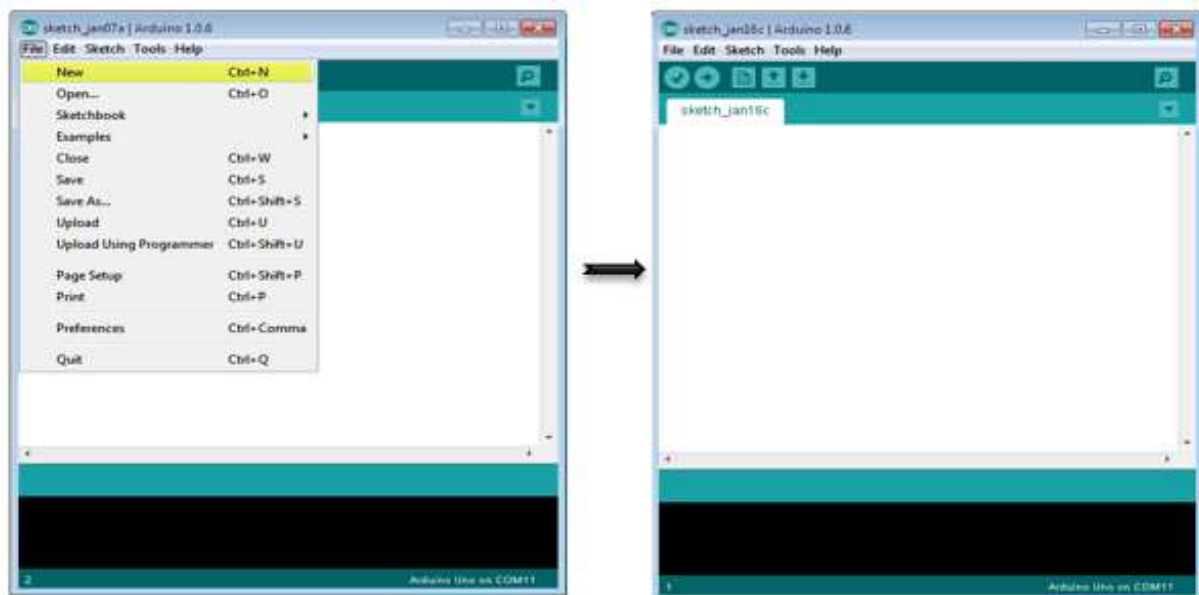 sketch_jan07a | Arduino 1.0.6
File Edit Sketch Tools Help
New Ctrl+N
Open... Ctrl+O
Sketchbook
Examples
Close Ctrl+W
Save Ctrl+S
Save As... Ctrl+Shift+S
Upload Ctrl+U
Upload Using Programmer Ctrl+Shift+U
Page Setup Ctrl+Shift+P
Print Ctrl+P
Preferences Ctrl+Comma
Quit Ctrl+Q
2
Arduino Uno on COM11
sketch_jan16c | Arduino 1.0.6
File Edit Sketch Tools Help
sketch_jan16c
1
Arduino Uno on COM11